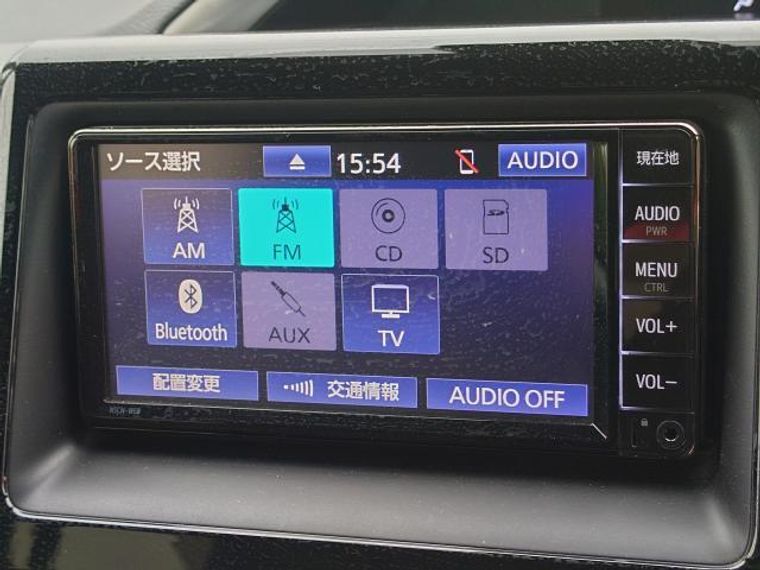 ソース選択 15:54 AUDIO
AM FM CD SD
Bluetooth AUX TV
配置変更 交通情報 AUDIO OFF
現在地
AUDIO
PWR
MENU
CTRL
VOL+
VOL−